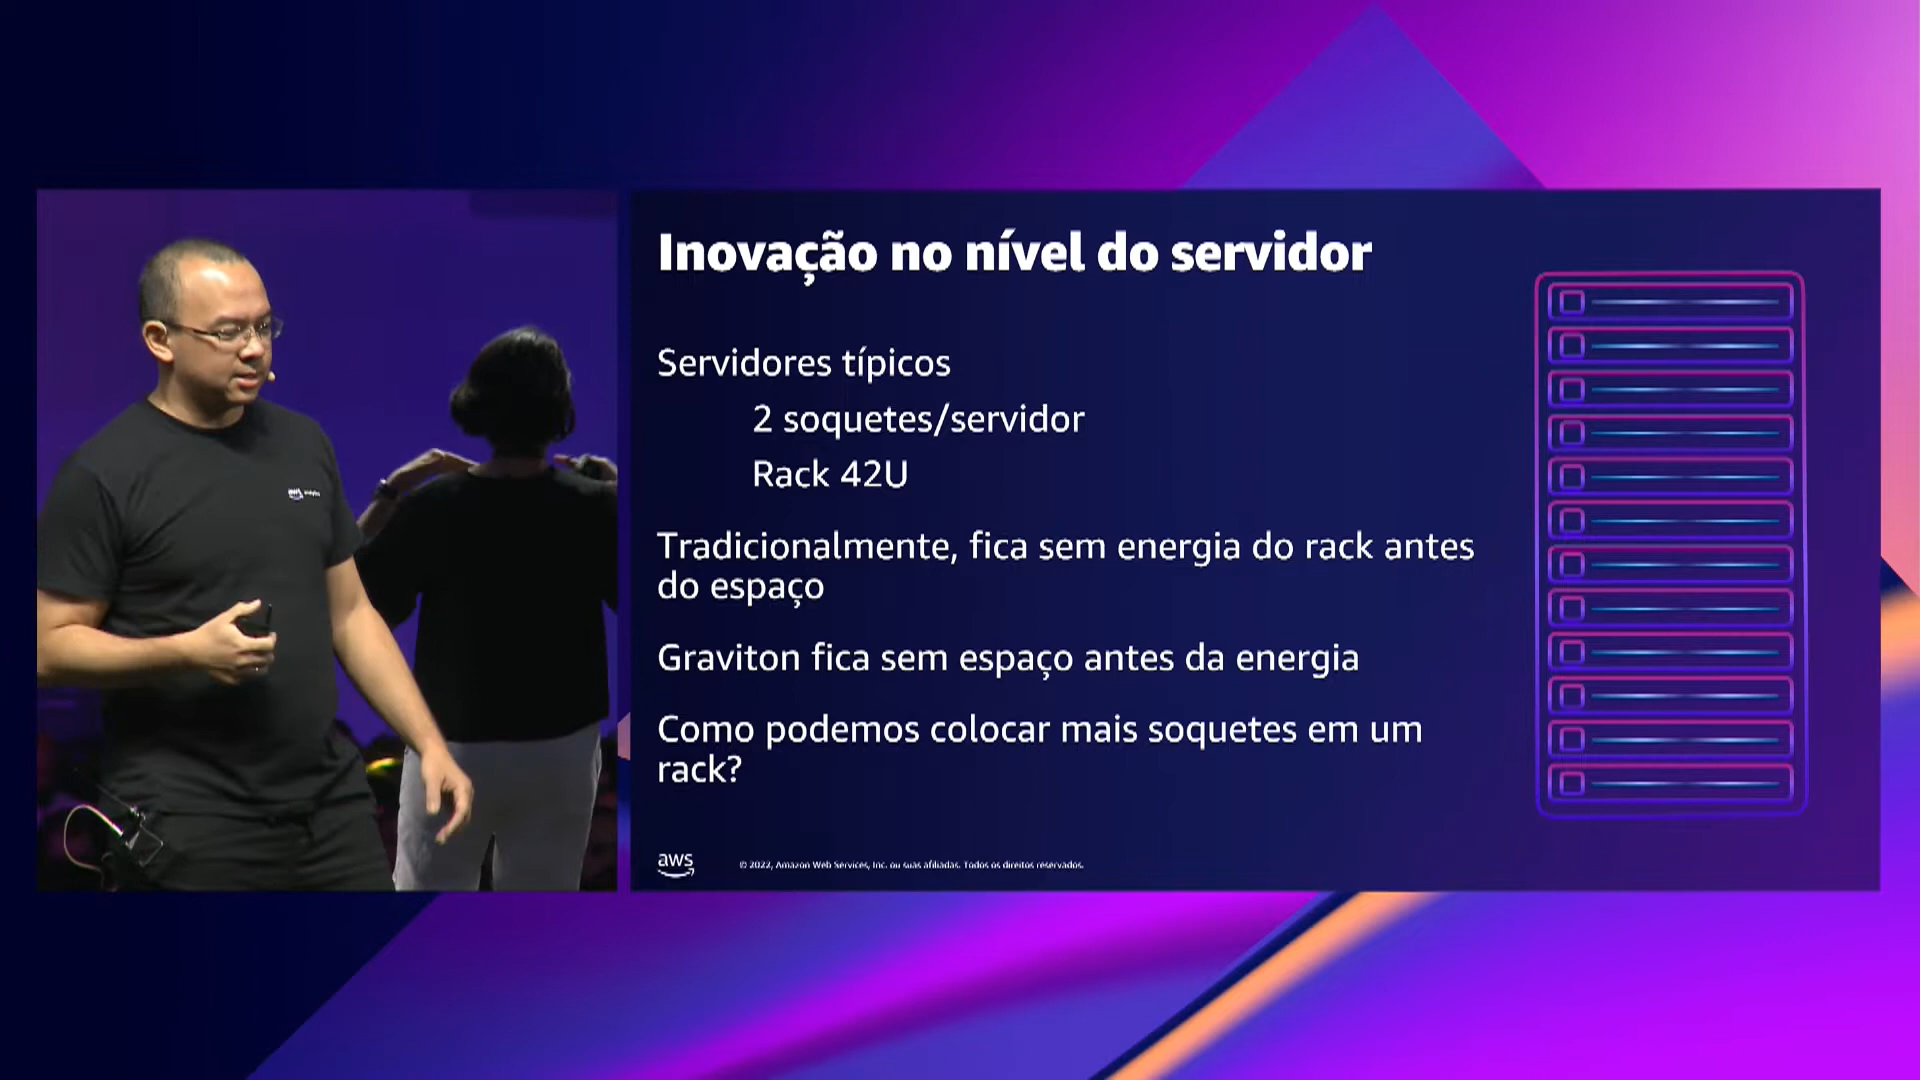 Inovação no nível do servidor
Servidores típicos
2 soquetes/servidor
Rack 42U
Tradicionalmente, fica sem energia do rack antes
do espaço
Graviton fica sem espaço antes da energia
Como podemos colocar mais soquetes em um
rack?
aws
© 2022, Amazon Web Services, Inc. ou suas afiliadas. Todos os direitos reservados.
aws